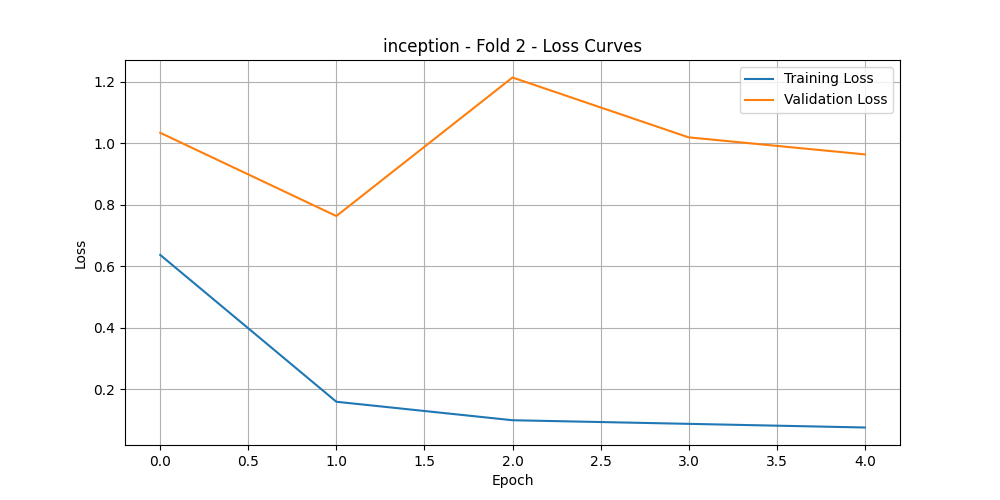 inception - Fold 2 - Loss Curves
Training Loss
Validation Loss
1.2
1.0
0.8
0.6
0.4
0.2
Loss
0.0 0.5 1.0 1.5 2.0 2.5 3.0 3.5 4.0
Epoch